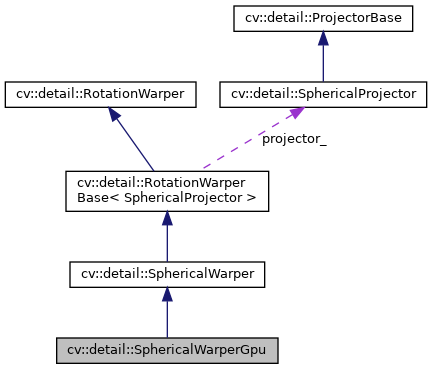 cv::detail::ProjectorBase
cv::detail::RotationWarper
cv::detail::SphericalProjector
projector_
cv::detail::RotationWarper
Base< SphericalProjector >
cv::detail::SphericalWarper
cv::detail::SphericalWarperGpu